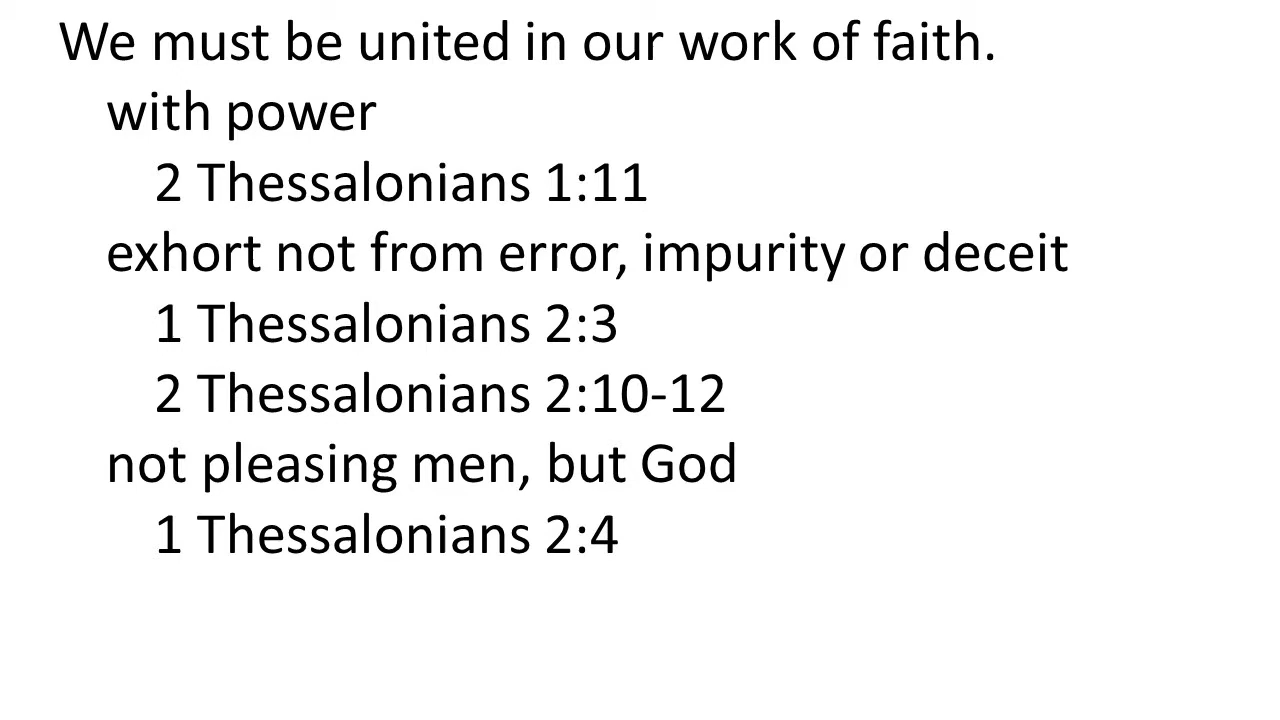 We must be united in our work of faith.
with power
2 Thessalonians 1:11
exhort not from error, impurity or deceit
1 Thessalonians 2:3
2 Thessalonians 2:10-12
not pleasing men, but God
1 Thessalonians 2:4